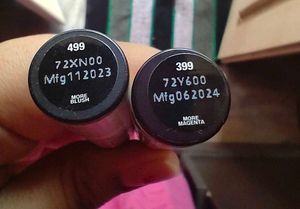 499
72XN00
Mfg112023
MORE
BLUSH
399
72Y600
Mfg062024
MORE
MAGENTA